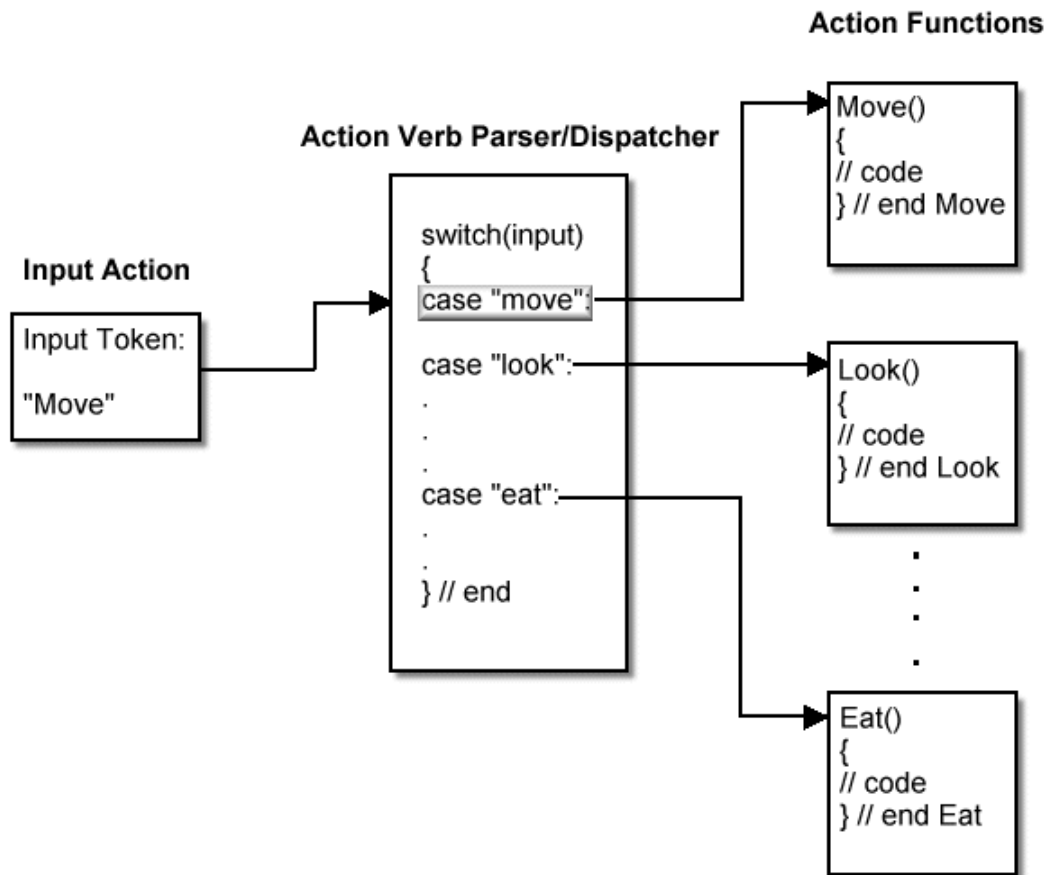 Action Functions
Action Verb Parser/Dispatcher
Input Action
Input Token:
"Move"
switch(input)
{
case "move":
case "look":
.
.
.
case "eat":
.
.
} // end
Move()
{
// code
} // end Move
Look()
{
// code
} // end Look
.
.
.
.
Eat()
{
// code
} // end Eat